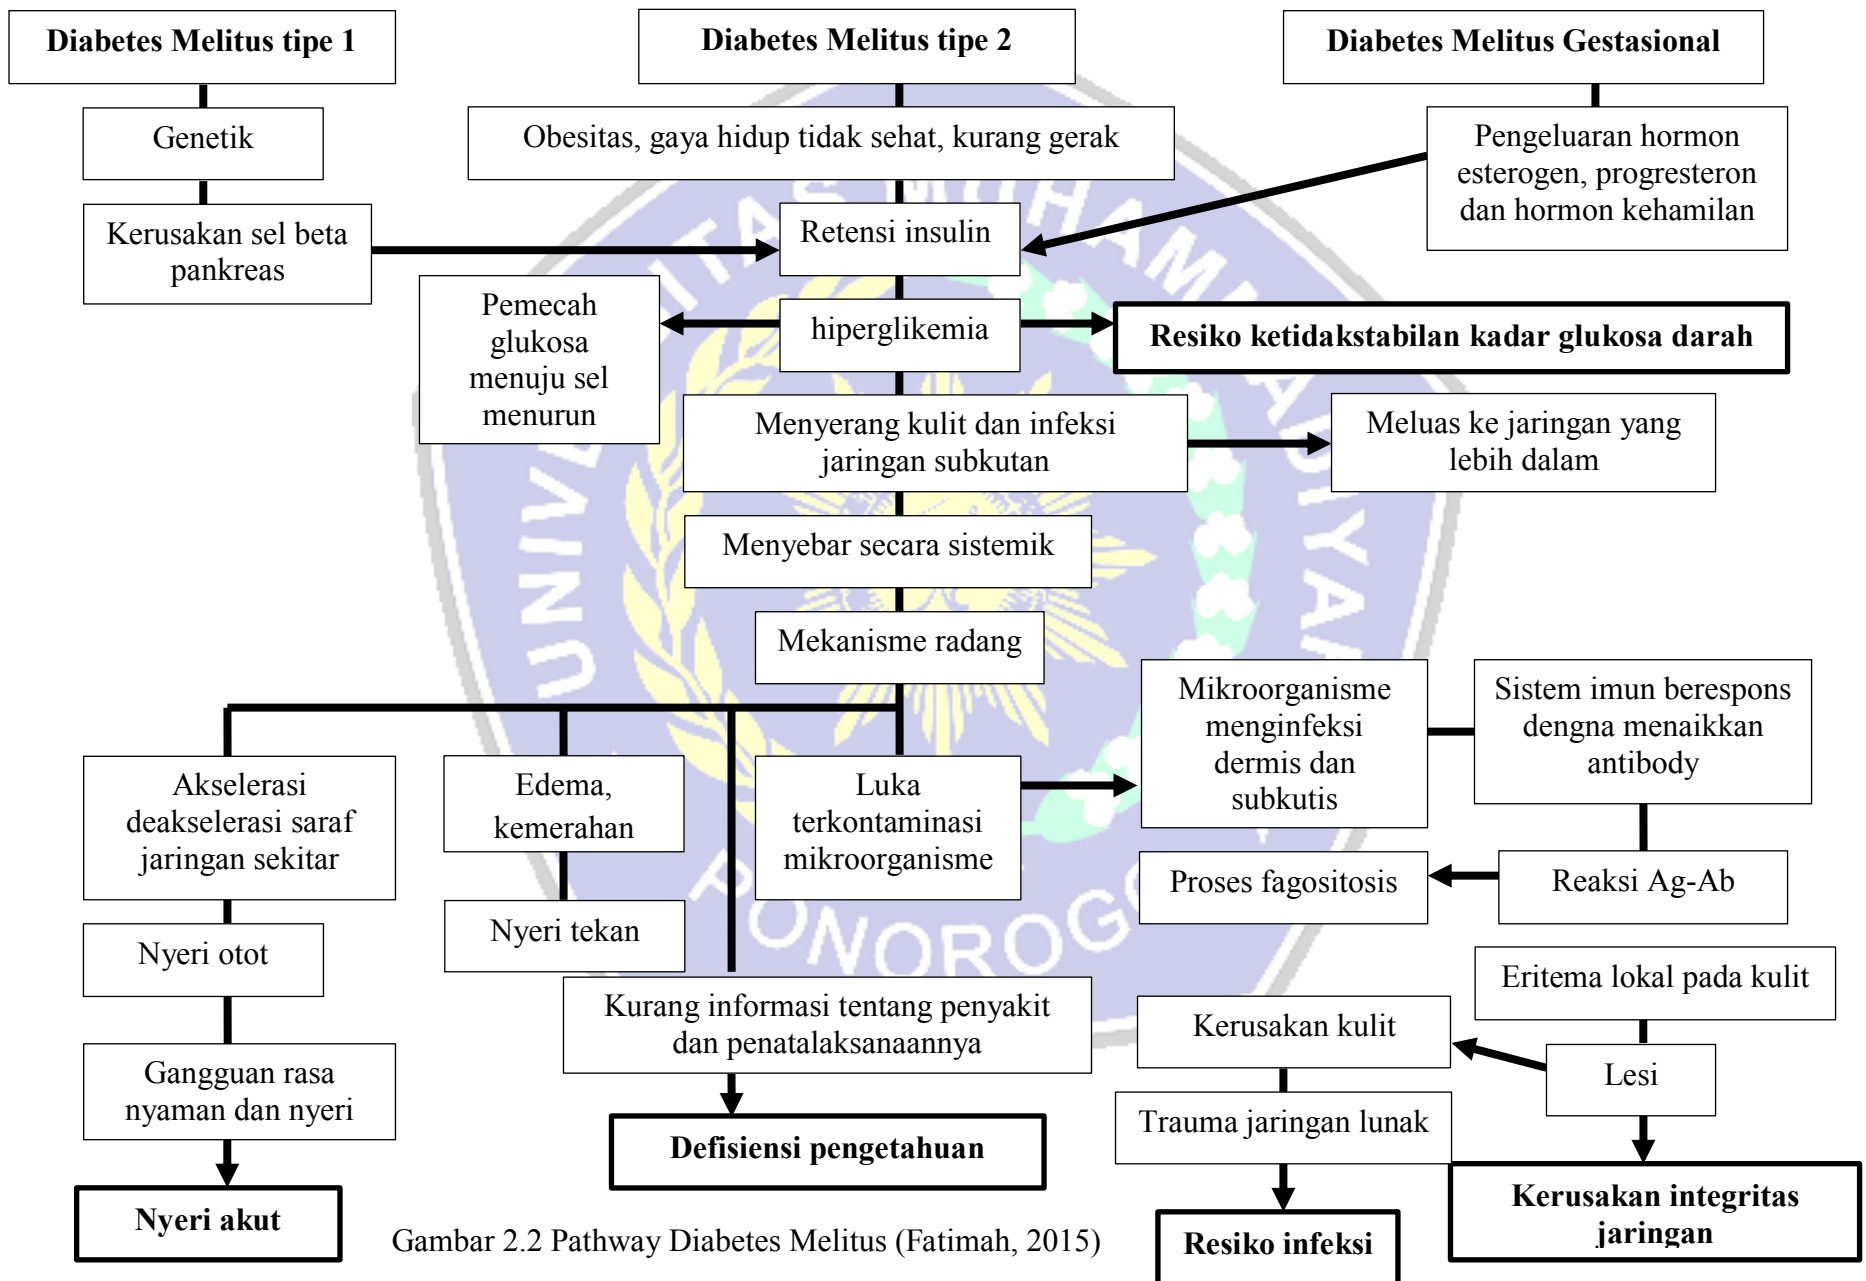 Diabetes Melitus tipe 1
Diabetes Melitus tipe 2
Diabetes Melitus Gestasional
Genetik
Obesitas, gaya hidup tidak sehat, kurang gerak
Pengeluaran hormon
esterogen, progresteron
dan hormon kehamilan
Kerusakan sel beta
pankreas
Retensi insulin
Pemecah
glukosa
menuju sel
menurun
hiperglikemia
Resiko ketidakstabilan kadar glukosa darah
Menyerang kulit dan infeksi
jaringan subkutan
Meluas ke jaringan yang
lebih dalam
Menyebar secara sistemik
Mekanisme radang
Mikroorganisme
menginfeksi
dermis dan
subkutis
Sistem imun berespons
dengna menaikkan
antibody
Akselerasi
deakselerasi saraf
jaringan sekitar
Edema,
kemerahan
Luka
terkontaminasi
mikroorganisme
Proses fagositosis
Reaksi Ag-Ab
Nyeri otot
Nyeri tekan
Eritema lokal pada kulit
Kurang informasi tentang penyakit
dan penatalaksanaannya
Kerusakan kulit
Lesi
Gangguan rasa
nyaman dan nyeri
Trauma jaringan lunak
Defisiensi pengetahuan
Nyeri akut
Resiko infeksi
Kerusakan integritas
jaringan
Gambar 2.2 Pathway Diabetes Melitus (Fatimah, 2015)
PONOROGO